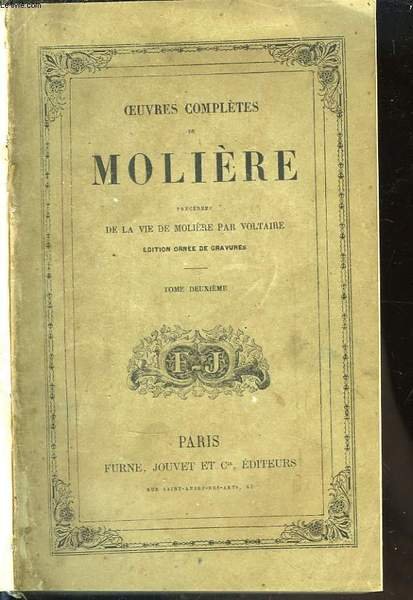 ŒUVRES COMPLÈTES
DE
MOLIÈRE
PRÉCÉDÉES
DE LA VIE DE MOLIÈRE PAR VOLTAIRE
ÉDITION ORNÉE DE GRAVURES
TOME DEUXIÈME
F-J
PARIS
FURNE, JOUVET ET Cie, ÉDITEURS
RUE SAINT-ANDRÉ-DES-ARTS,